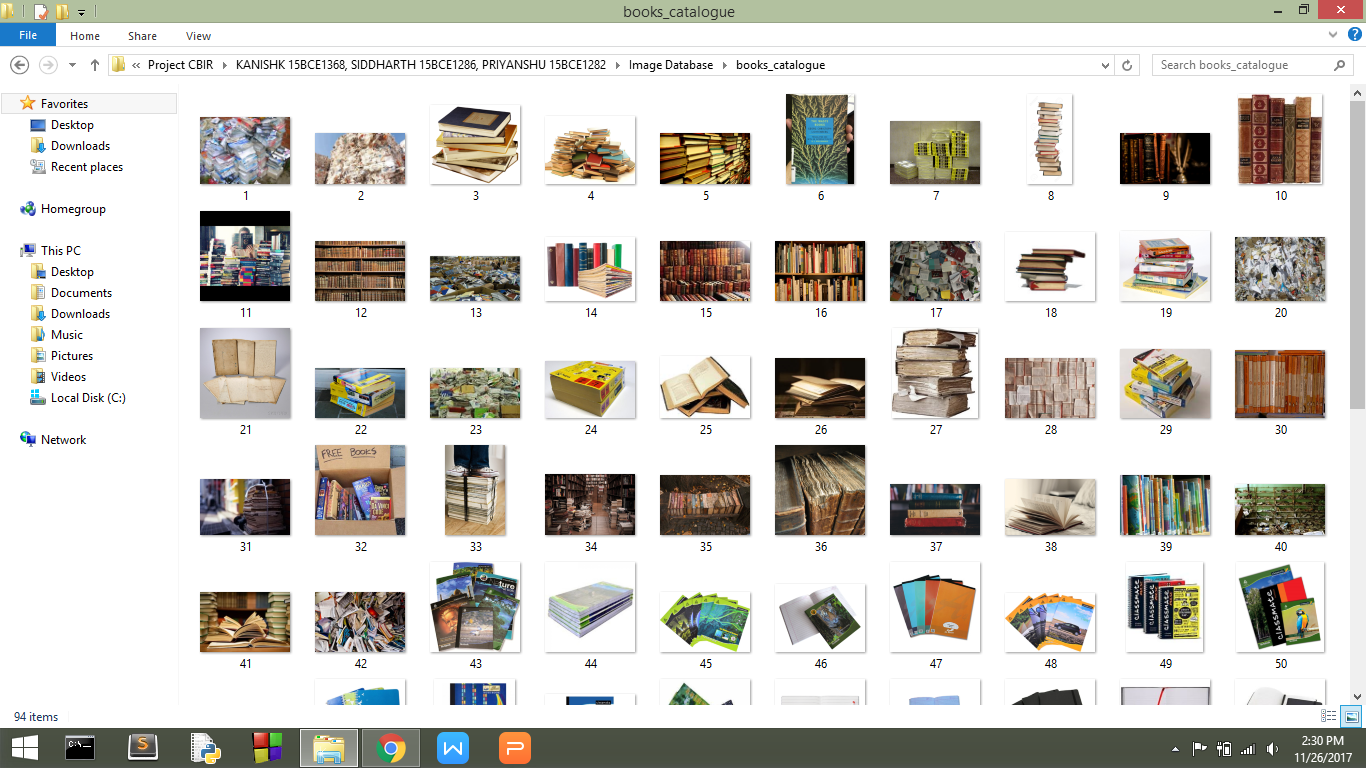 books_catalogue
File Home Share View
« Project CBIR KANISHK 15BCE1368, SIDDHARTH 15BCE1286, PRIYANSHU 15BCE1282 Image Database books_catalogue
Search books_catalogue
Favorites
Desktop
Downloads
Recent places
Homegroup
This PC
Desktop
Documents
Downloads
Music
Pictures
Videos
Local Disk (C:)
Network
1 2 3 4 5 6 7 8 9 10
11 12 13 14 15 16 17 18 19 20
21 22 23 24 25 26 27 28 29 30
FREE BOOKS
31 32 33 34 35 36 37 38 39 40
ture
CLASSMATE
CLASSMATE
41 42 43 44 45 46 47 48 49 50
94 items
C:\_
S
W
P
2:30 PM
11/26/2017